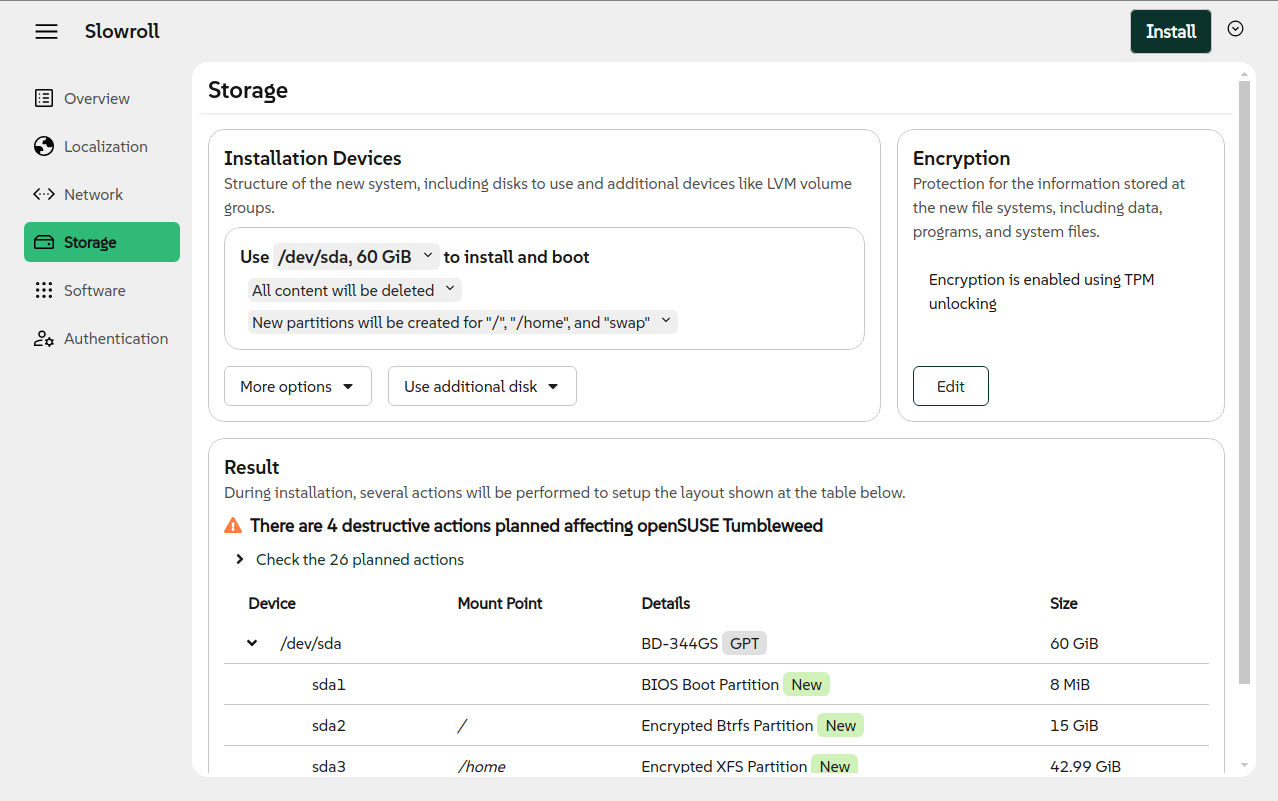 Slowroll
Install
Overview
Localization
Network
Storage
Software
Authentication
Storage
Installation Devices
Structure of the new system, including disks to use and additional devices like LVM volume
groups.
Use /dev/sda, 60 GiB to install and boot
All content will be deleted
New partitions will be created for "/", "/home", and "swap"
More options
Use additional disk
Encryption
Protection for the information stored at
the new file systems, including data,
programs, and system files.
Encryption is enabled using TPM
unlocking
Edit
Result
During installation, several actions will be performed to setup the layout shown at the table below.
There are 4 destructive actions planned affecting openSUSE Tumbleweed
Check the 26 planned actions
Device Mount Point Details Size
/dev/sda BD-344GS GPT 60 GiB
sda1 BIOS Boot Partition New 8 MiB
sda2 / Encrypted Btrfs Partition New 15 GiB
sda3 /home Encrypted XFS Partition New 42.99 GiB